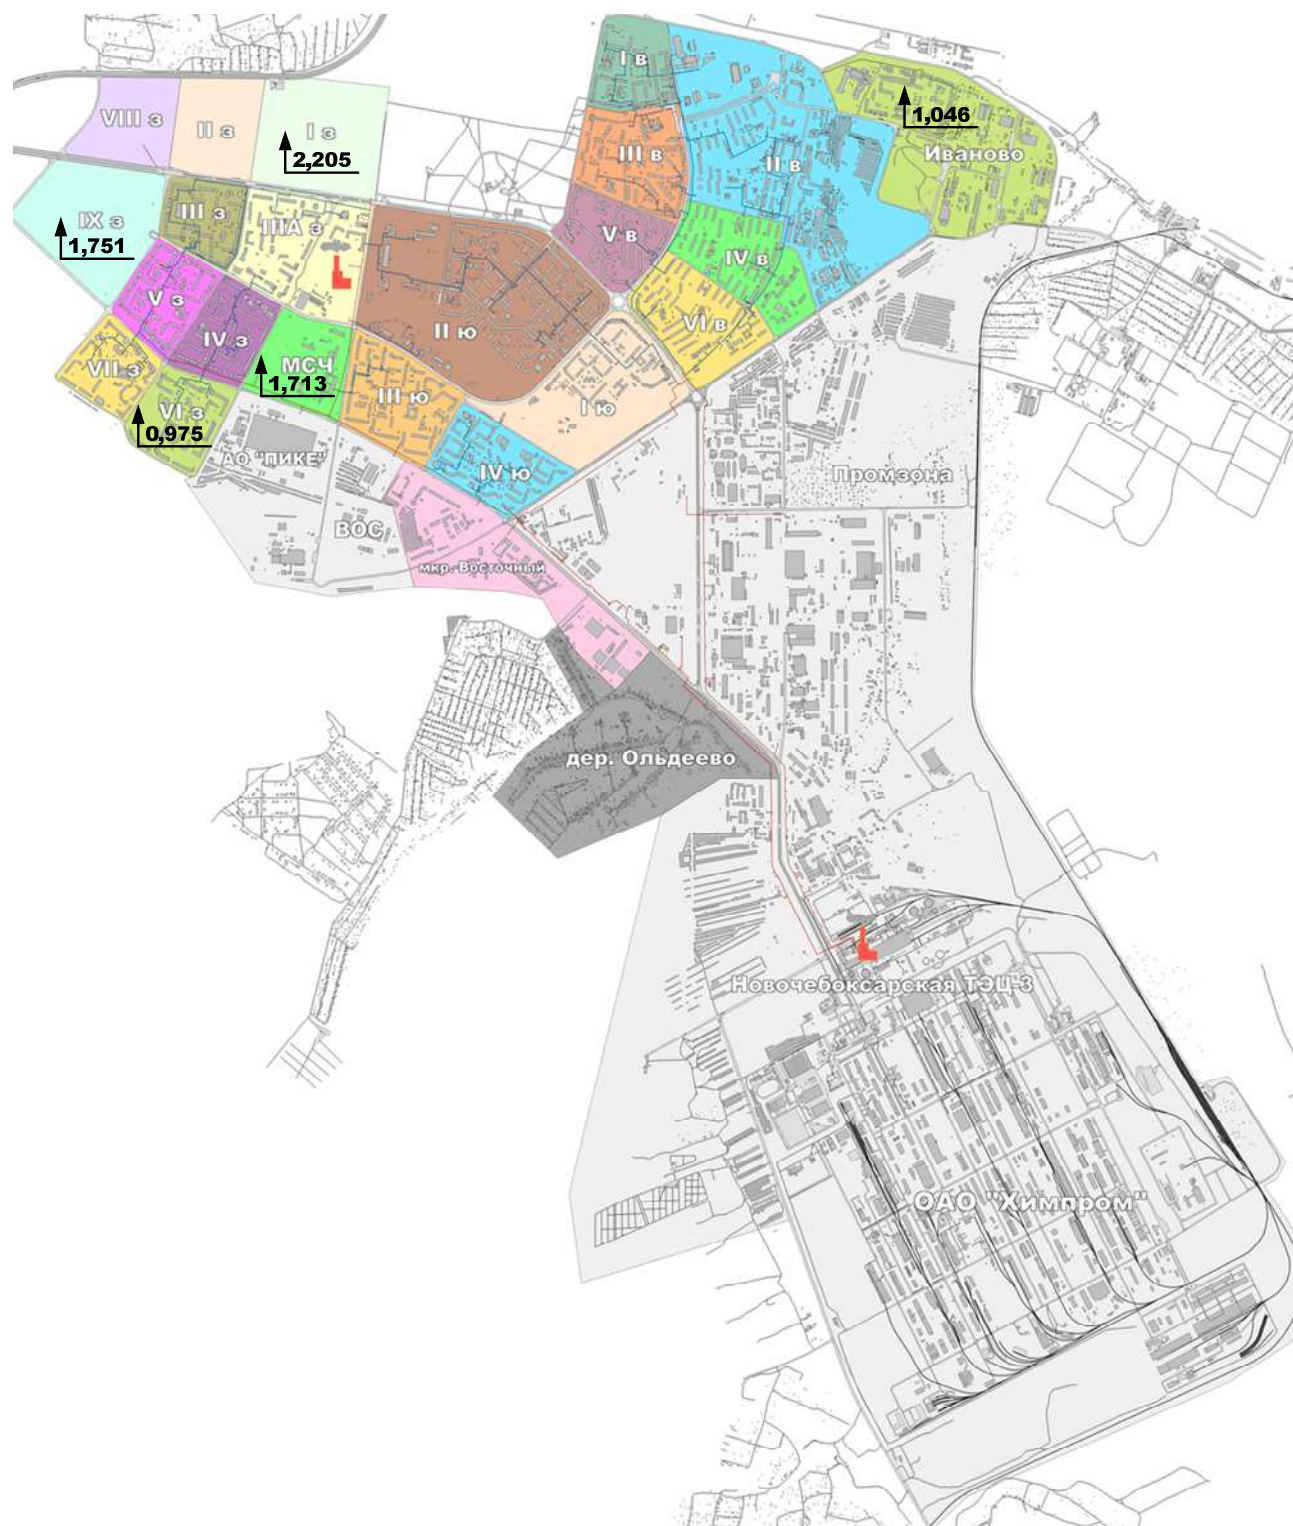 I в
VIII з
II з
I з
2,205
1,046
III в
II в
Иваново
IX з
1,751
III з
IIIА з
V в
IV в
V з
IV з
II ю
VI в
VII з
МСЧ
1,713
III ю
I ю
VI з
0,975
АО "ПИКЕ"
IV ю
Промзона
ВОС
мкр. Восточный
дер. Ольдеево
Новочебоксарская ТЭЦ-3
ОАО "Химпром"